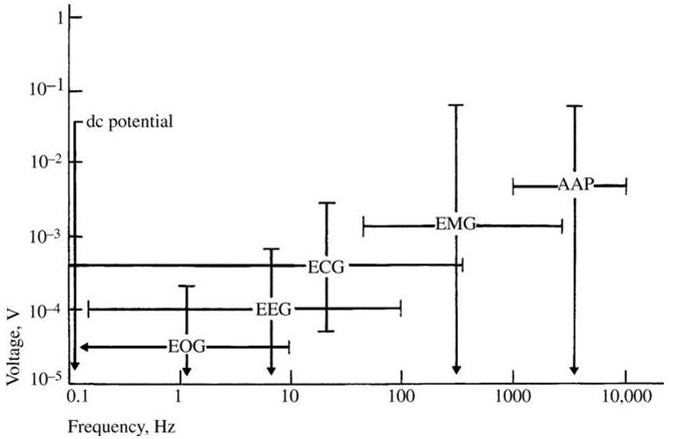 1
10⁻¹
dc potential
10⁻²
AAP
EMG
10⁻³
ECG
10⁻⁴
EEG
EOG
10⁻⁵
Voltage, V
0.1 1 10 100 1000 10,000
Frequency, Hz